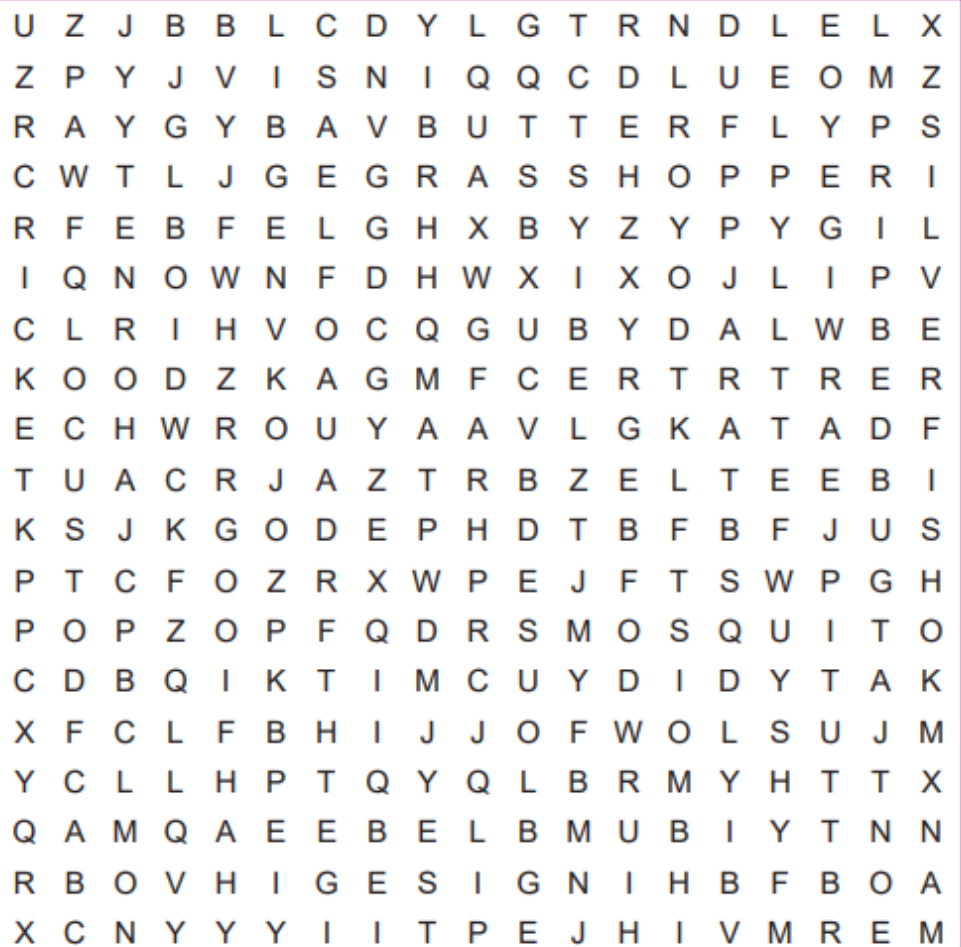 U Z J B B L C D Y L G T R N D L E L X
Z P Y J V I S N I Q Q C D L U E O M Z
R A Y G Y B A V B U T T E R F L Y P S
C W T L J G E G R A S S H O P P E R I
R F E B F E L G H X B Y Z Y P Y G I L
I Q N O W N F D H W X I X O J L I P V
C L R I H V O C Q G U B Y D A L W B E
K O O D Z K A G M F C E R T R T R E R
E C H W R O U Y A A V L G K A T A D F
T U A C R J A Z T R B Z E L T E E B I
K S J K G O D E P H D T B F B F J U S
P T C F O Z R X W P E J F T S W P G H
P O P Z O P F Q D R S M O S Q U I T O
C D B Q I K T I M C U Y D I D Y T A K
X F C L F B H I J J O F W O L S U J M
Y C L L H P T Q Y Q L B R M Y H T T X
Q A M Q A E E B E L B M U B I Y T N N
R B O V H I G E S I G N I H B F B O A
X C N Y Y Y I I T P E J H I V M R E M